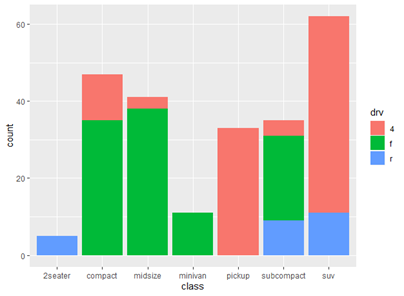 60
40
20
0
count
2seater compact midsize minivan pickup subcompact suv
class
drv
4
f
r